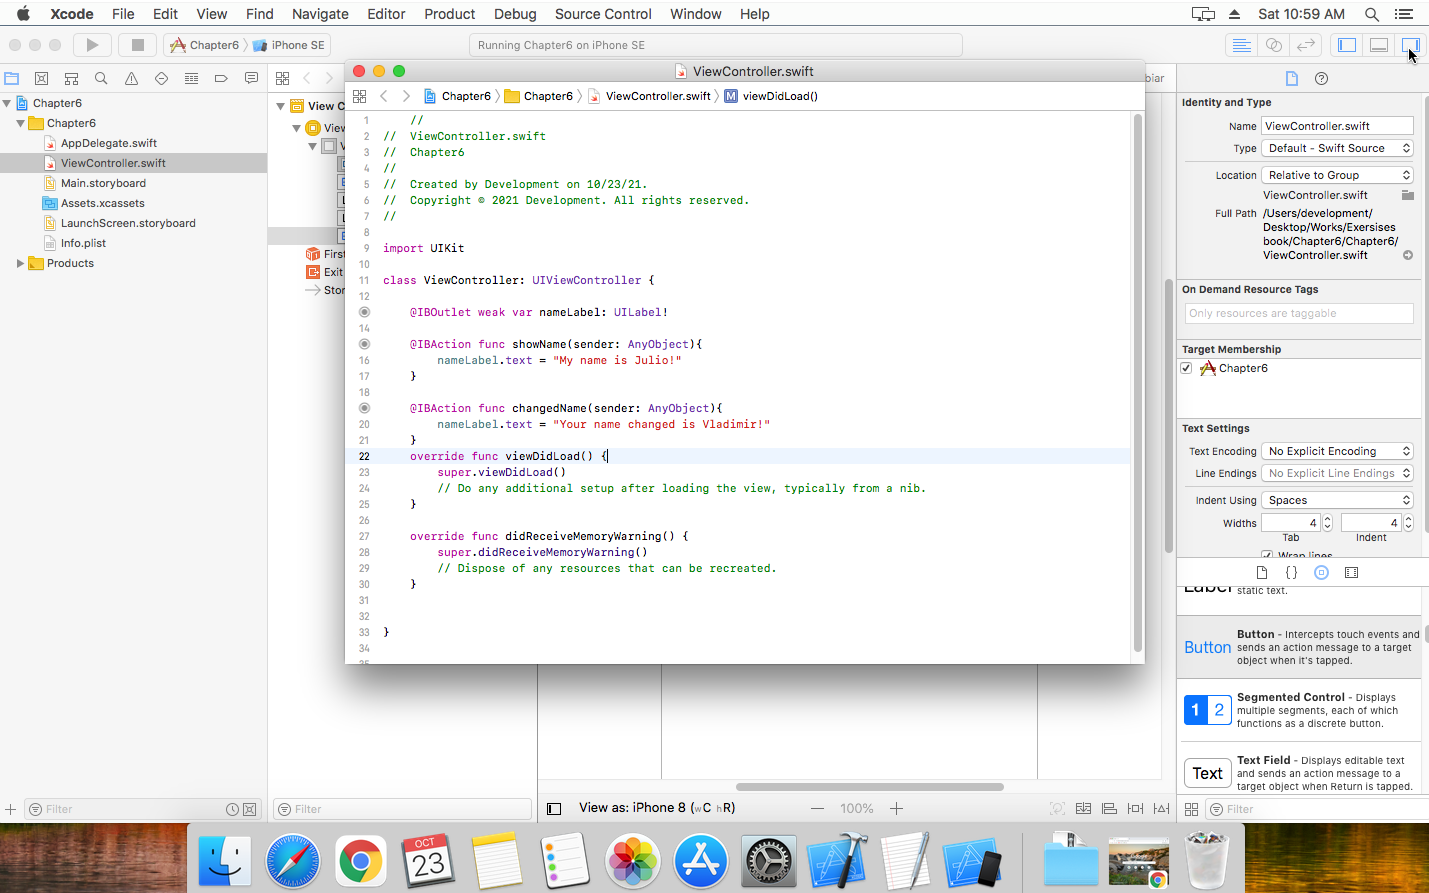 Xcode File Edit View Find Navigate Editor Product Debug Source Control Window Help Sat 10:59 AM
Chapter6 iPhone SE Running Chapter6 on iPhone SE
Chapter6
Chapter6
AppDelegate.swift
ViewController.swift
Main.storyboard
Assets.xcassets
LaunchScreen.storyboard
Info.plist
Products
Filter
View C
View
V
First
Exit
Stor
Filter
ViewController.swift
Chapter6 Chapter6 ViewController.swift M viewDidLoad()
1 //
2 // ViewController.swift
3 // Chapter6
4 //
5 // Created by Development on 10/23/21.
6 // Copyright © 2021 Development. All rights reserved.
7 //
8
9 import UIKit
10
11 class ViewController: UIViewController {
12
@IBOutlet weak var nameLabel: UILabel!
14
@IBAction func showName(sender: AnyObject){
16 nameLabel.text = "My name is Julio!"
17 }
18
@IBAction func changedName(sender: AnyObject){
20 nameLabel.text = "Your name changed is Vladimir!"
21 }
22 override func viewDidLoad() {
23 super.viewDidLoad()
24 // Do any additional setup after loading the view, typically from a nib.
25 }
26
27 override func didReceiveMemoryWarning() {
28 super.didReceiveMemoryWarning()
29 // Dispose of any resources that can be recreated.
30 }
31
32
33 }
34
35
View as: iPhone 8 (wC hR)
100%
biar
Identity and Type
Name ViewController.swift
Type Default - Swift Source
Location Relative to Group
ViewController.swift
Full Path /Users/development/
Desktop/Works/Exersises
book/Chapter6/Chapter6/
ViewController.swift
On Demand Resource Tags
Only resources are taggable
Target Membership
Chapter6
Text Settings
Text Encoding No Explicit Encoding
Line Endings No Explicit Line Endings
Indent Using Spaces
Widths 4 4
Tab Indent
Wrap lines
Label static text.
Button Button - Intercepts touch events and
sends an action message to a target
object when it's tapped.
1 2 Segmented Control - Displays
multiple segments, each of which
functions as a discrete button.
Text Text Field - Displays editable text
and sends an action message to a
target object when Return is tapped.
Filter
OCT
23